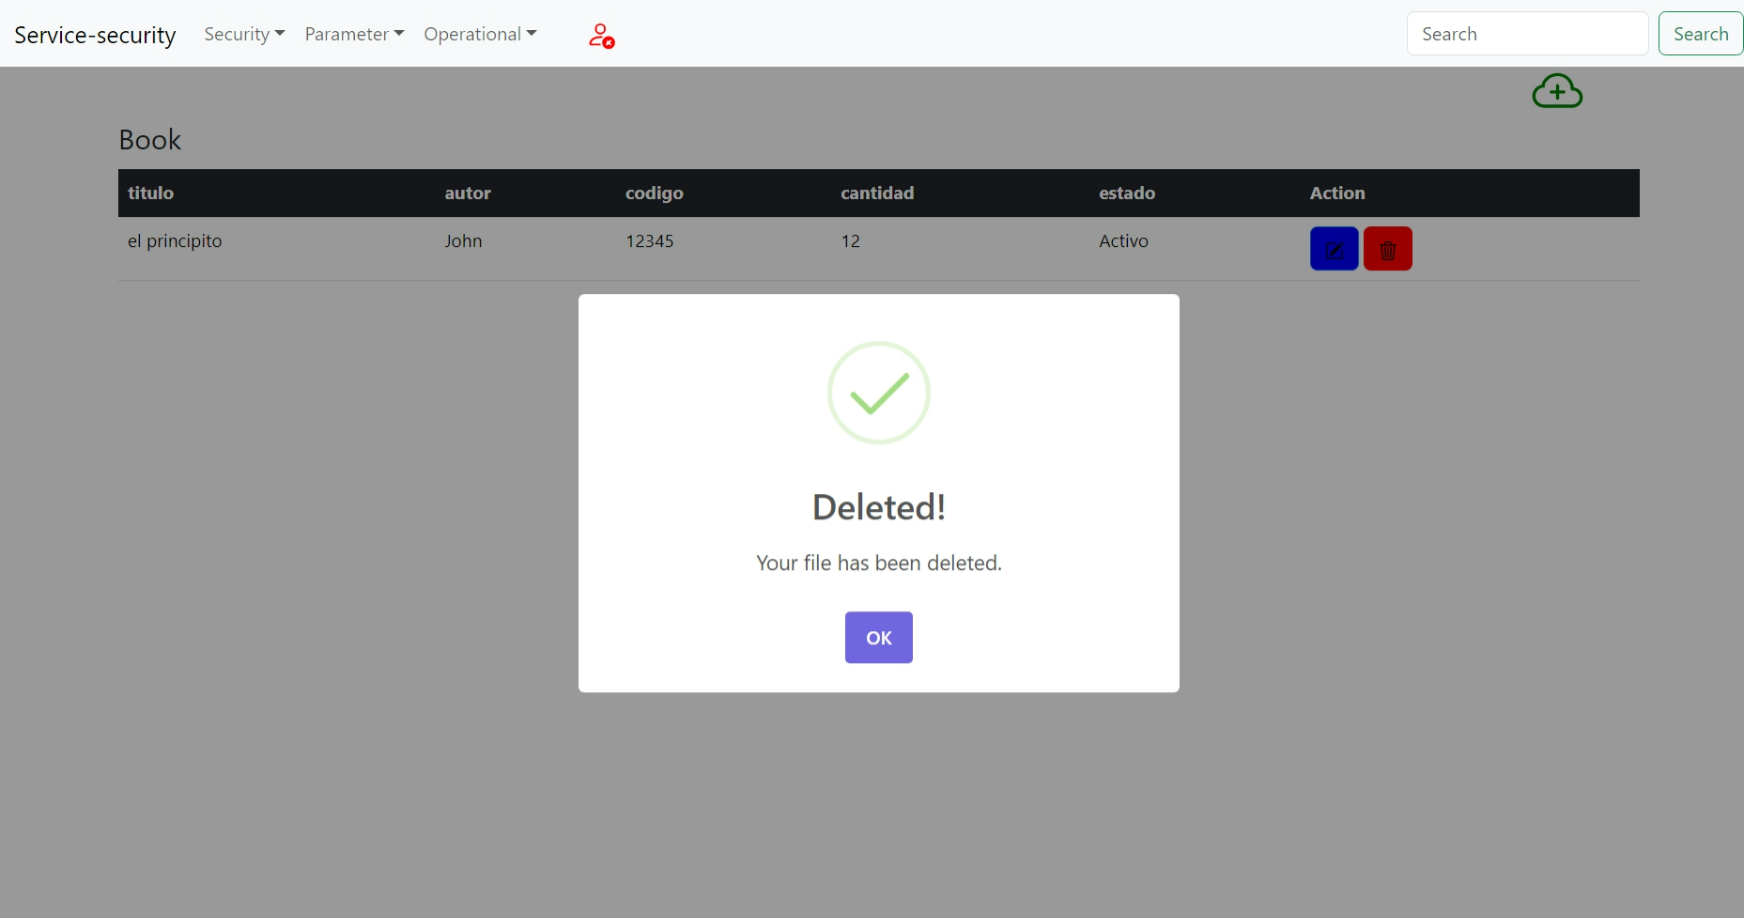 Service-security Security Parameter Operational Search Search
Book
titulo autor codigo cantidad estado Action
el principito John 12345 12 Activo
Deleted!
Your file has been deleted.
OK